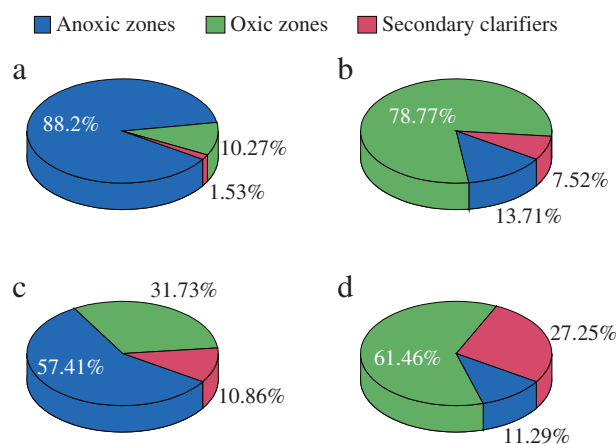 Anoxic zones Oxic zones Secondary clarifiers
a b
88.2% 78.77%
10.27% 7.52%
1.53% 13.71%
c d
31.73% 27.25%
57.41% 61.46%
10.86% 11.29%